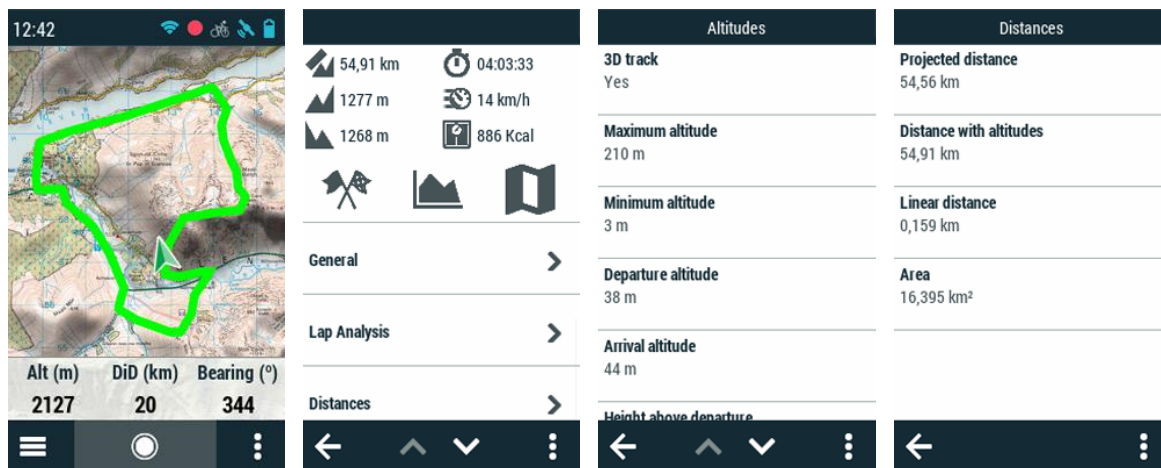 12:42
Alt (m) DiD (km) Bearing (º)
2127 20 344
54,91 km 04:03:33
1277 m 14 km/h
1268 m 886 Kcal
General
Lap Analysis
Distances
Altitudes
3D track
Yes
Maximum altitude
210 m
Minimum altitude
3 m
Departure altitude
38 m
Arrival altitude
44 m
Height above departure
Distances
Projected distance
54,56 km
Distance with altitudes
54,91 km
Linear distance
0,159 km
Area
16,395 km²